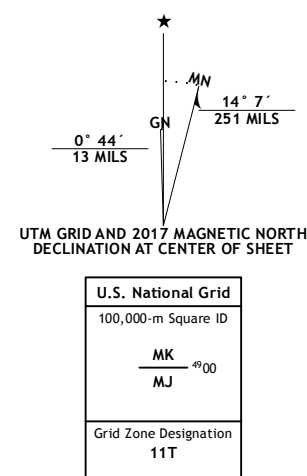 ★
MN
GN
14° 7´
251 MILS
0° 44´
13 MILS
UTM GRID AND 2017 MAGNETIC NORTH
DECLINATION AT CENTER OF SHEET
U.S. National Grid
100,000-m Square ID
MK
4900
MJ
Grid Zone Designation
11T